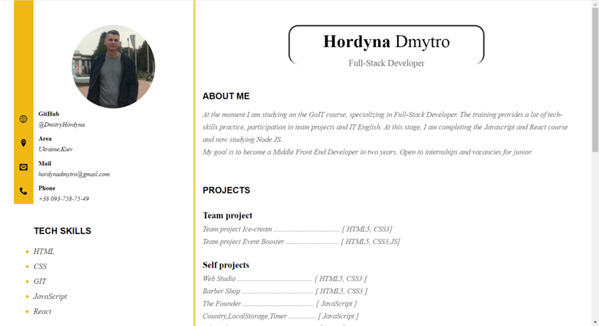 GitHub
@DmitryHordyna
Area
Ukraine,Kiev
Mail
hordynadmytro@gmail.com
Phone
+38 093-758-75-49
TECH SKILLS
HTML
CSS
GIT
JavaScript
React
Hordyna Dmytro
Full-Stack Developer
ABOUT ME
At the moment I am studying on the GoIT course, specializing in Full-Stack Developer. The training provides a lot of tech-
skills practice, participation in team projects and IT English. At this stage, I am completing the Javascript and React course
and now studying Node JS.
My goal is to become a Middle Front End Developer in two years. Open to internships and vacancies for junior.
PROJECTS
Team project
Team project Ice-cream ...................................... [ HTML5, CSS3]
Team project Event Booster ............................... [ HTML5, CSS3,JS]
Self projects
Web Studio ........................................... [ HTML5, CSS3 ]
Barber Shop .......................................... [ HTML5, CSS3 ]
The Founder ......................................... [ JavaScript ]
Country,LocalStorage,Timer ............... [ JavaScript ]